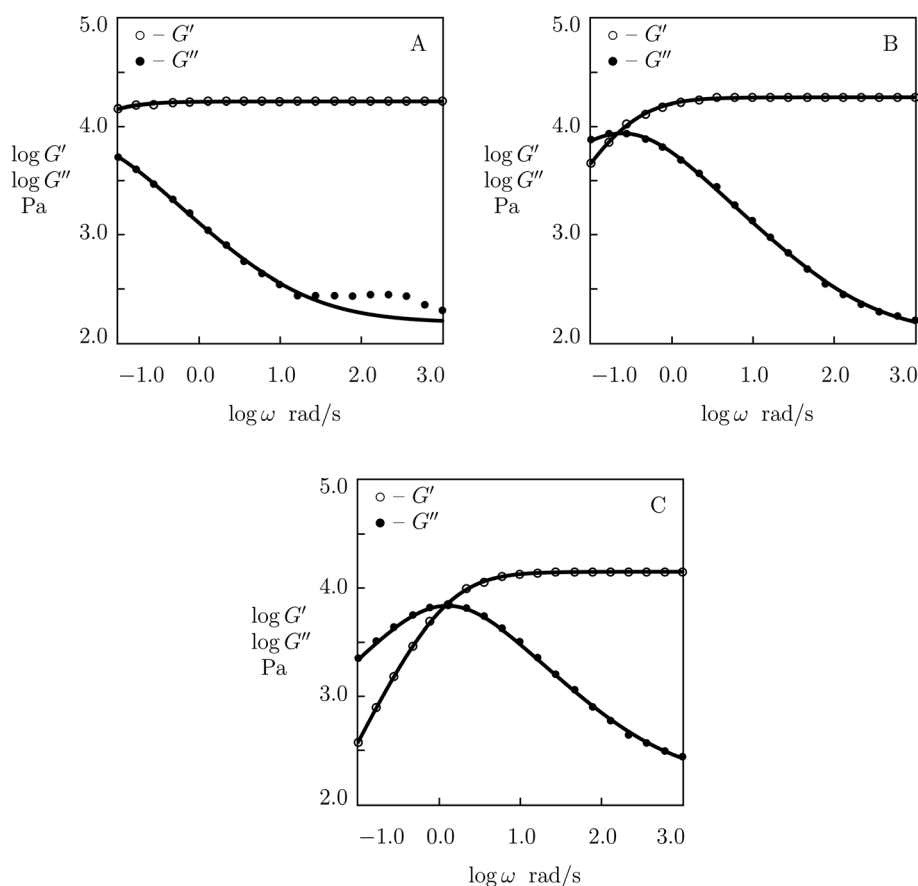 5.0
○ – G′
● – G″
A
4.0
log G′
log G″
Pa
3.0
2.0
−1.0 0.0 1.0 2.0 3.0
log ω rad/s
5.0
○ – G′
● – G″
B
4.0
log G′
log G″
Pa
3.0
2.0
−1.0 0.0 1.0 2.0 3.0
log ω rad/s
5.0
○ – G′
● – G″
C
4.0
log G′
log G″
Pa
3.0
2.0
−1.0 0.0 1.0 2.0 3.0
log ω rad/s